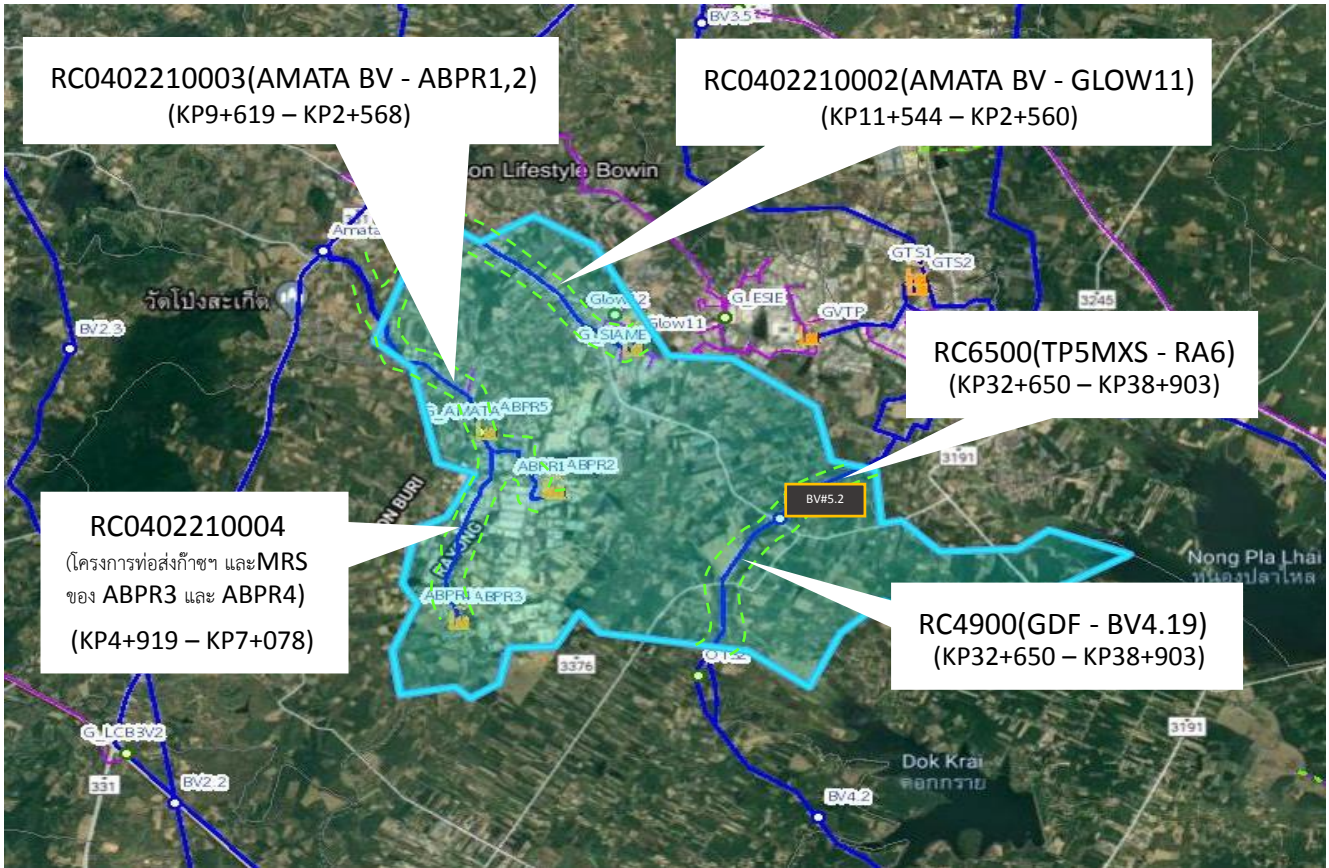 BV3.5
RC0402210003(AMATA BV - ABPR1,2)
(KP9+619 – KP2+568)
RC0402210002(AMATA BV - GLOW11)
(KP11+544 – KP2+560)
on Lifestyle Bowin
Amata
GTS1
GTS2
3245
วัดโป่งสะเก็ด
BV2.3
Glow11
G_SIAME
GVTP
RC6500(TP5MXS - RA6)
(KP32+650 – KP38+903)
ABPR5
3191
ABPR1
ABPR2
BV#5.2
RC0402210004
(โครงการท่อส่งก๊าซฯ และMRS
ของ ABPR3 และ ABPR4)
(KP4+919 – KP7+078)
ON BURI
RAYONG
Nong Pla Lhai
หนองปลาไหล
ABPR3
RC4900(GDF - BV4.19)
(KP32+650 – KP38+903)
3376
3191
331
BV2.2
Dok Krai
ดอกกราย
BV4.2